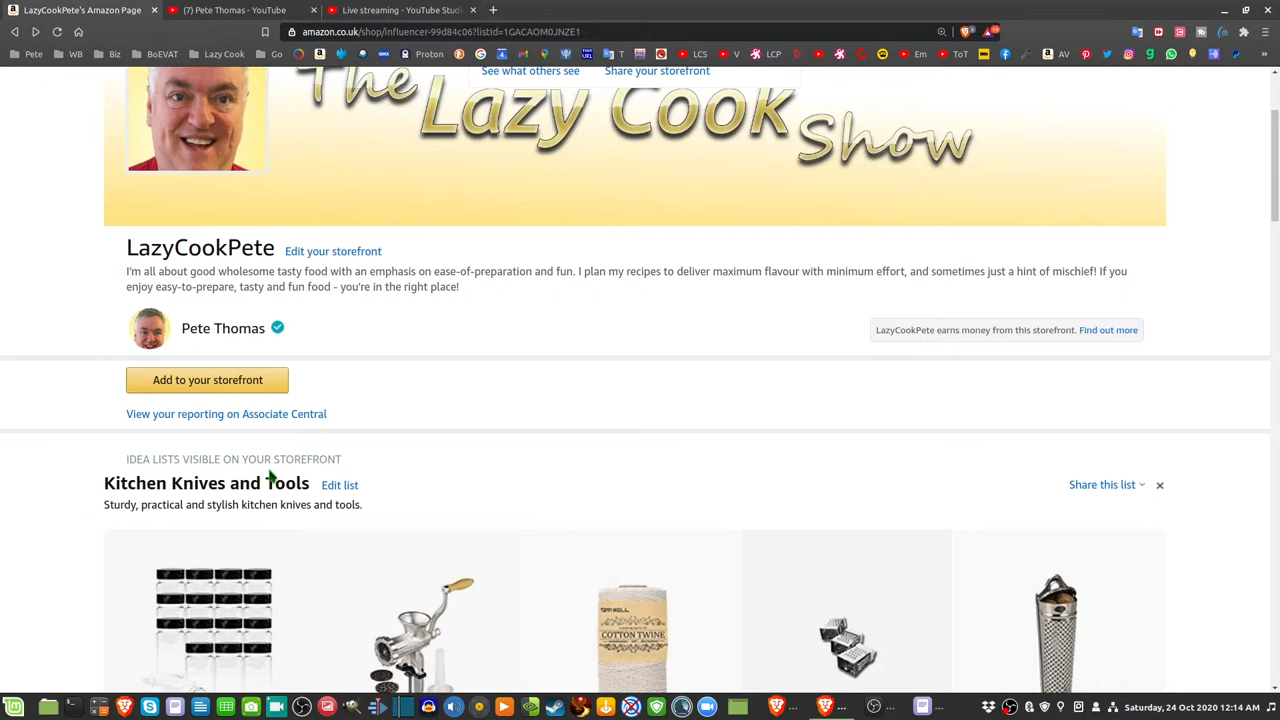 LazyCookPete's Amazon Page
(7) Pete Thomas - YouTube
Live streaming - YouTube Studi
amazon.co.uk/shop/influencer-99d84c06?listId=1GACAOM0JNZE1
Pete WB Biz BoEVAT Lazy Cook Go Proton T LCS V LCP Em ToT AV
See what others see Share your storefront
The Lazy Cook Show
LazyCookPete Edit your storefront
I'm all about good wholesome tasty food with an emphasis on ease-of-preparation and fun. I plan my recipes to deliver maximum flavour with minimum effort, and sometimes just a hint of mischief! If you
enjoy easy-to-prepare, tasty and fun food - you're in the right place!
Pete Thomas
LazyCookPete earns money from this storefront. Find out more
Add to your storefront
View your reporting on Associate Central
IDEA LISTS VISIBLE ON YOUR STOREFRONT
Kitchen Knives and Tools Edit list Share this list
Sturdy, practical and stylish kitchen knives and tools.
COTTON TWINE
Saturday, 24 Oct 2020 12:14 AM